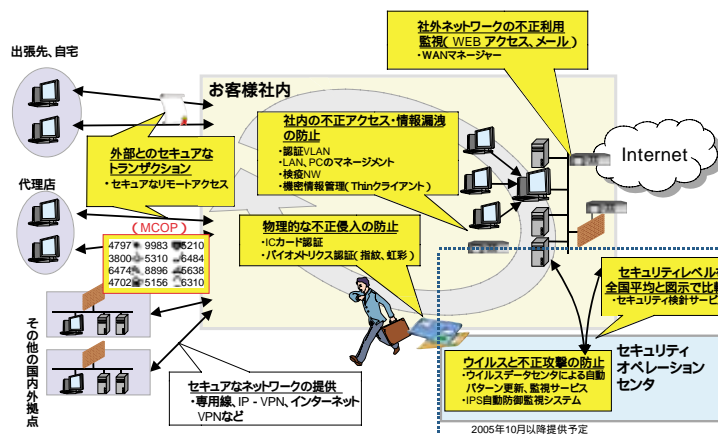 出張先、自宅
代理店
その他の国内外拠点
お客様社内
社外ネットワークの不正利用
監視(WEB アクセス、メール)
・WANマネージャー
社内の不正アクセス・情報漏洩
の防止
・認証VLAN
・LAN、PCのマネージメント
・検疫NW
・機密情報管理(Thinクライアント)
外部とのセキュアな
トランザクション
・セキュアなリモートアクセス
(MCOP)
4797 9983 5210
3800 5310 6484
6474 8896 5638
4702 5156 6310
物理的な不正侵入の防止
・ICカード認証
・バイオメトリクス認証(指紋、虹彩)
Internet
セキュリティレベルを
全国平均と図示で比較
・セキュリティ検針サービ
セキュアなネットワークの提供
・専用線、IP-VPN、インターネット
VPNなど
ウイルスと不正攻撃の防止
・ウイルスデータセンタによる自動
パターン更新、監視サービス
・IPS自動防御監視システム
セキュリティ
オペレーション
センタ
2005年10月以降提供予定